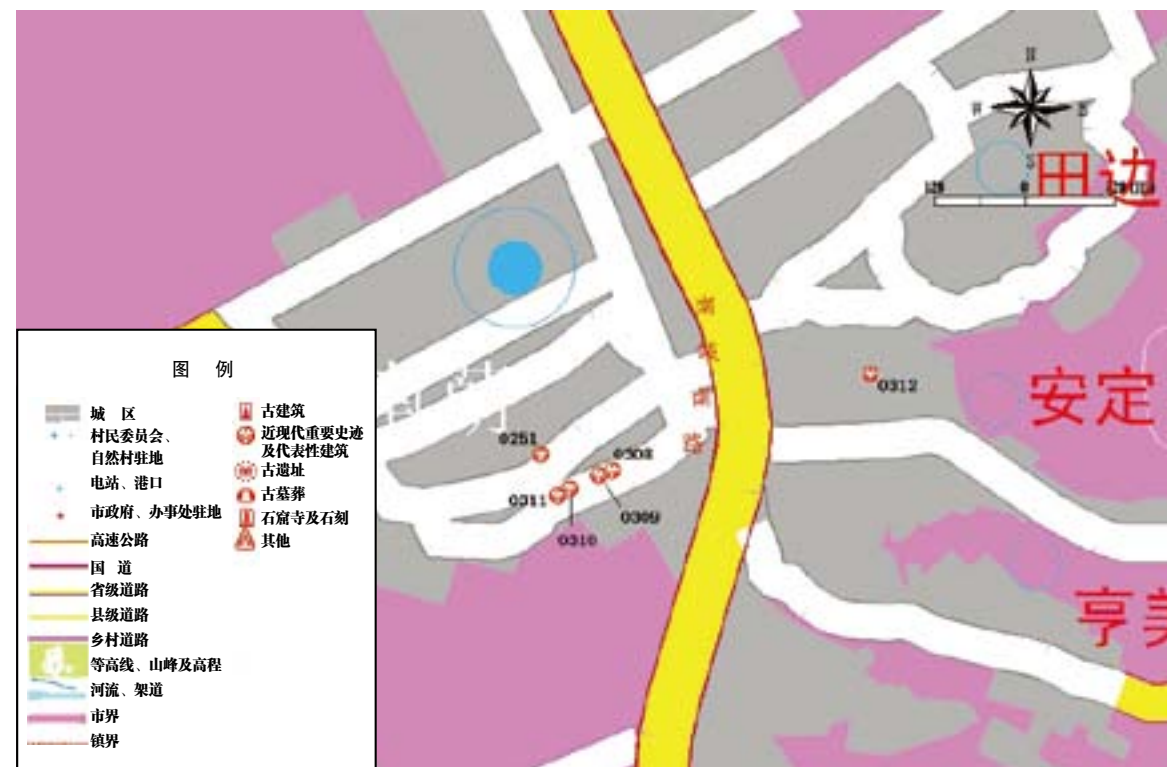 N
W
E
S
田边
安定
亨美
路
0312
0251
0308
0311
0309
0310
图 例
城 区
村民委员会、
自然村驻地
电站、港口
市政府、办事处驻地
高速公路
国 道
省级道路
县级道路
乡村道路
等高线、山峰及高程
河流、架道
市界
镇界
古建筑
近现代重要史迹
及代表性建筑
古遗址
古墓葬
石窟寺及石刻
其他